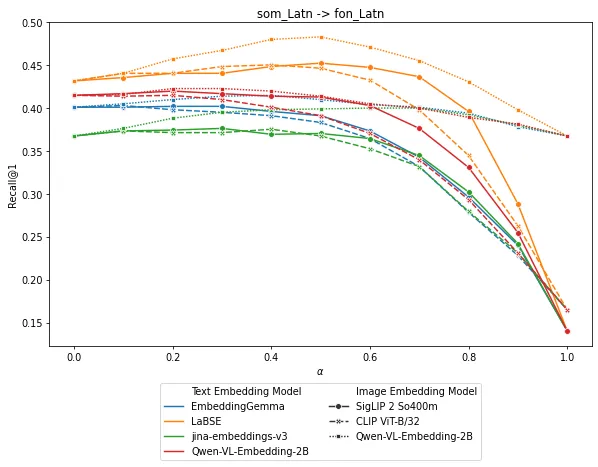 som_Latn -> fon_Latn
0.50
0.45
0.40
0.35
0.30
0.25
0.20
0.15
Recall@1
0.0 0.2 0.4 0.6 0.8 1.0
α
Text Embedding Model Image Embedding Model
EmbeddingGemma SigLIP 2 So400m
LaBSE CLIP ViT-B/32
jina-embeddings-v3 Qwen-VL-Embedding-2B
Qwen-VL-Embedding-2B